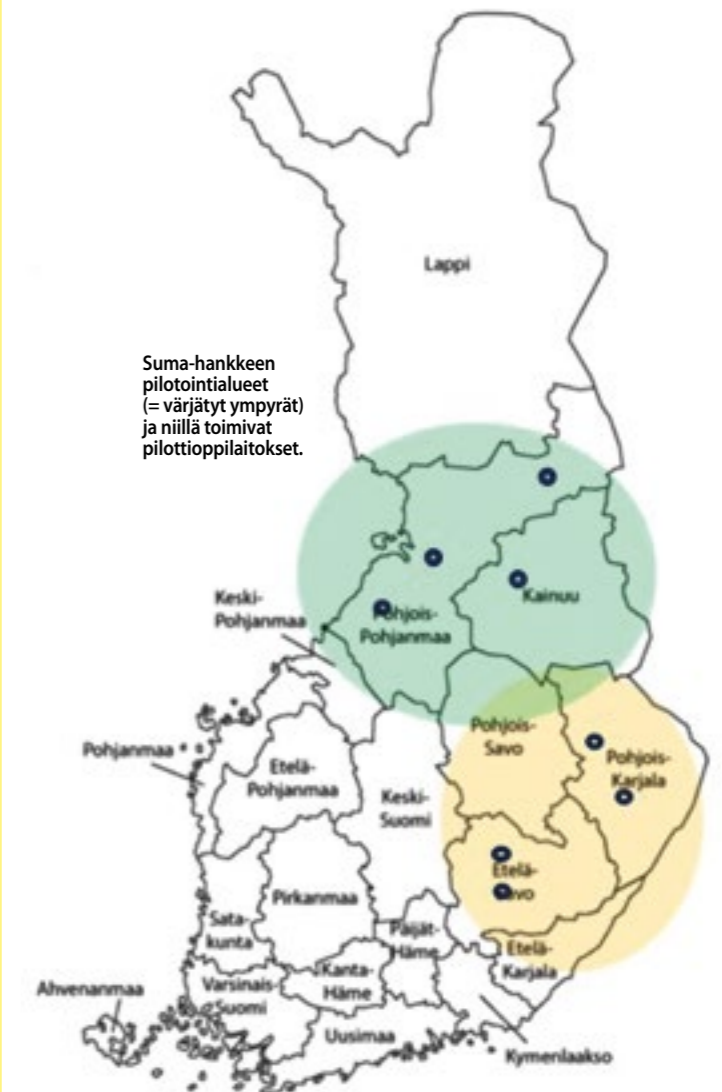 Lappi
Suma-hankkeen
pilotointialueet
(= värjätyt ympyrät)
ja niillä toimivat
pilottioppilaitokset.
Keski-
Pohjanmaa
Kainuu
Pohjois-
Pohjanmaa
Pohjois-
Savo
Pohjanmaa
Etelä-
Pohjanmaa
Pohjois-
Karjala
Keski-
Suomi
Etelä-
Savo
Pirkanmaa
Sata-
kunta
Päijät-
Häme
Etelä-
Karjala
Kanta-
Häme
Ahvenanmaa
Varsinais-
Suomi
Uusimaa
Kymenlaakso